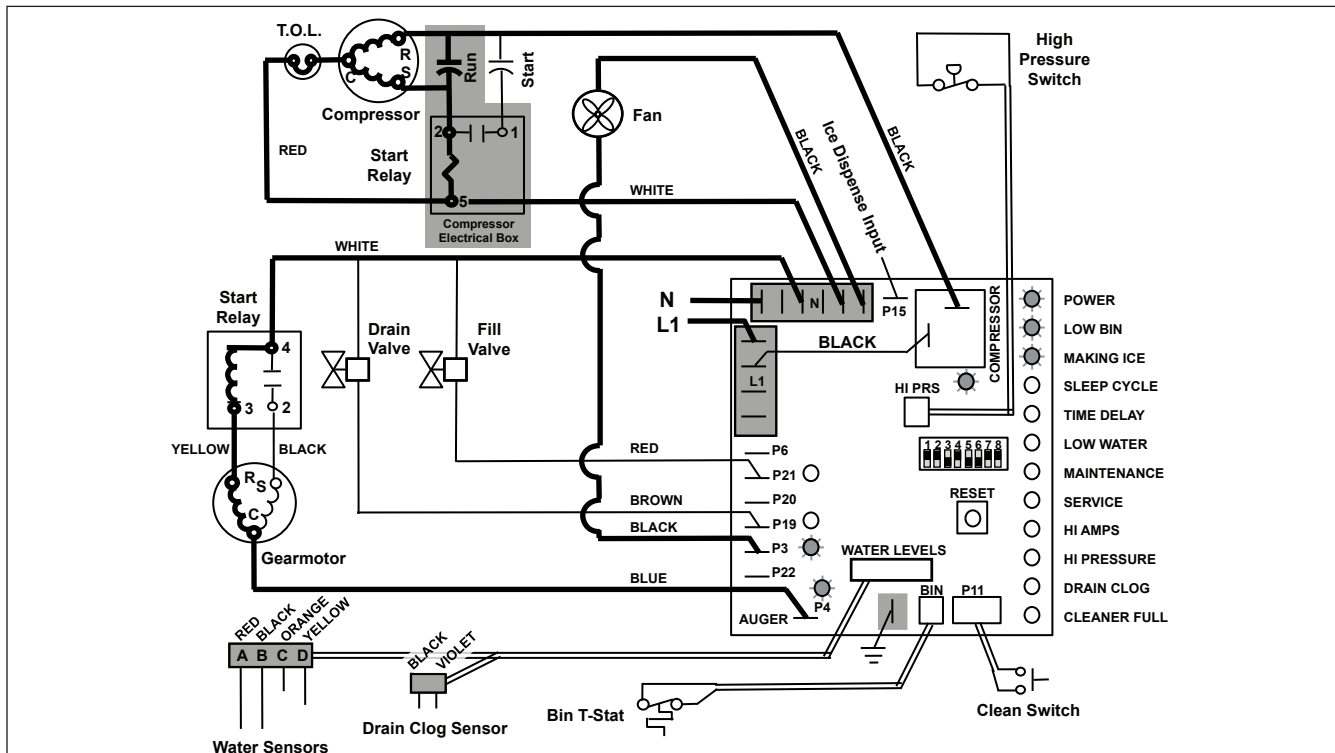 T.O.L.
R
S
C
Compressor
Run
Start
2
1
Start
Relay
5
Compressor
Electrical Box
RED
WHITE
Fan
BLACK
Ice Dispense Input
BLACK
High
Pressure
Switch
WHITE
Start
Relay
4
3
2
YELLOW
BLACK
R
S
C
Gearmotor
Drain
Valve
Fill
Valve
N
L1
N
P15
L1
BLACK
COMPRESSOR
HI PRS
1 2 3 4 5 6 7 8
RESET
POWER
LOW BIN
MAKING ICE
SLEEP CYCLE
TIME DELAY
LOW WATER
MAINTENANCE
SERVICE
HI AMPS
HI PRESSURE
DRAIN CLOG
CLEANER FULL
P6
RED
P21
P20
BROWN
P19
BLACK
P3
P22
BLUE
P4
AUGER
WATER LEVELS
BIN
P11
RED
BLACK
ORANGE
YELLOW
A B C D
Water Sensors
BLACK
VIOLET
Drain Clog Sensor
Bin T-Stat
Clean Switch